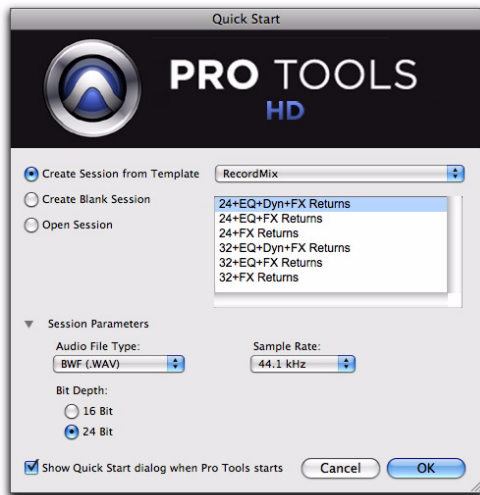 Quick Start
PRO TOOLS
HD
Create Session from Template
RecordMix
Create Blank Session
Open Session
24+EQ+Dyn+FX Returns
24+EQ+FX Returns
24+FX Returns
32+EQ+Dyn+FX Returns
32+EQ+FX Returns
32+FX Returns
Session Parameters
Audio File Type:
Sample Rate:
BWF (.WAV)
44.1 kHz
Bit Depth:
16 Bit
24 Bit
Show Quick Start dialog when Pro Tools starts
Cancel
OK